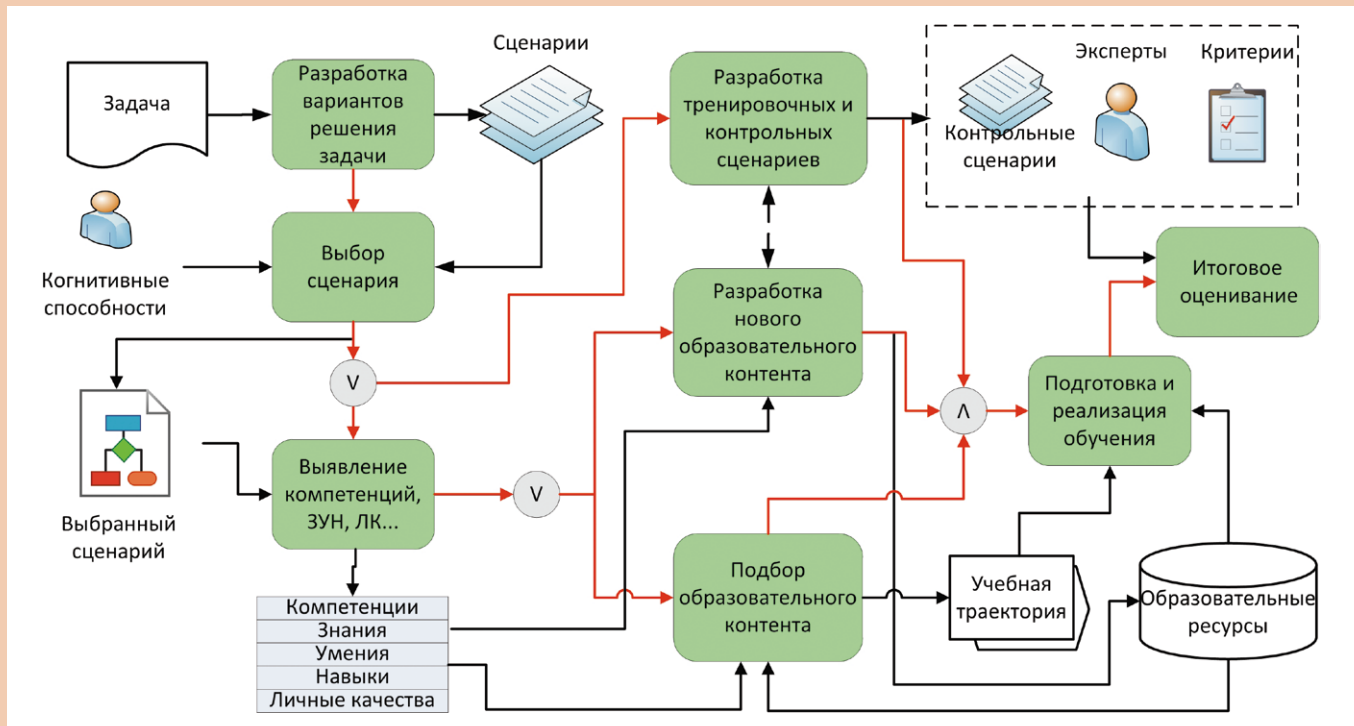 Задача
Разработка
вариантов
решения
задачи
Сценарии
Разработка
тренировочных и
контрольных
сценариев
Эксперты
Критерии
Контрольные
сценарии
Когнитивные
способности
Выбор
сценария
Разработка
нового
образовательного
контента
Итоговое
оценивание
V
Λ
Подготовка и
реализация
обучения
Выбранный
сценарий
Выявление
компетенций,
ЗУН, ЛК...
V
Подбор
образовательного
контента
Учебная
траектория
Образовательные
ресурсы
Компетенции
Знания
Умения
Навыки
Личные качества